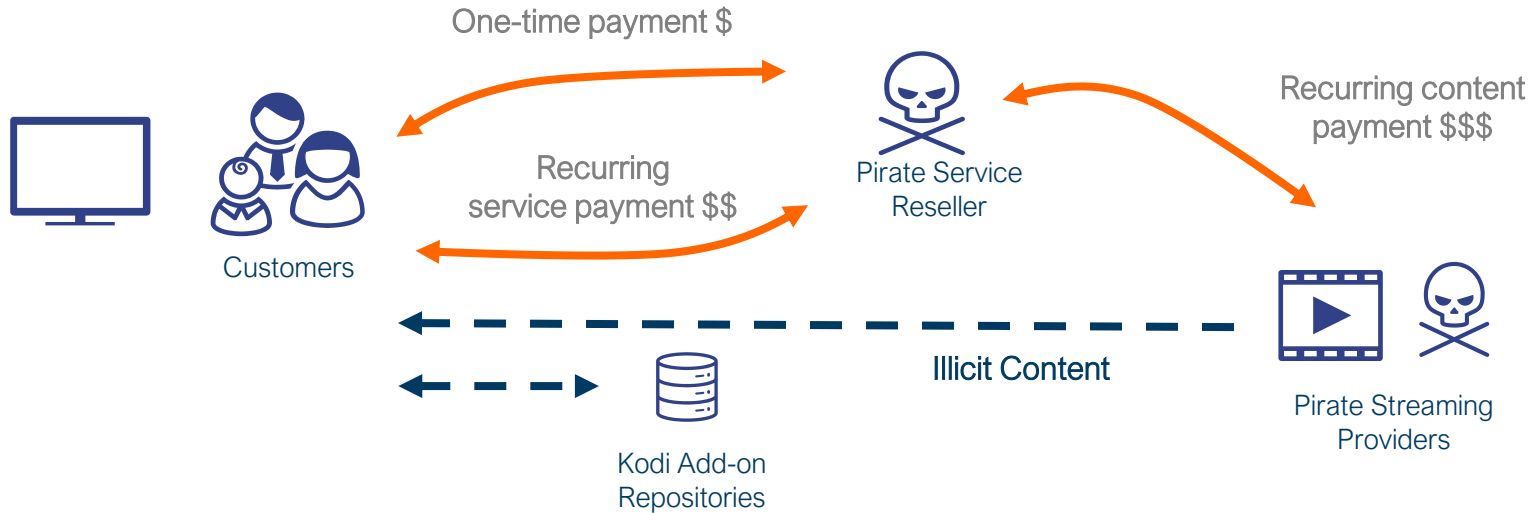 One-time payment $
Recurring content
payment $$$
Recurring
service payment $$
Pirate Service
Reseller
Customers
Illicit Content
Pirate Streaming
Providers
Kodi Add-on
Repositories